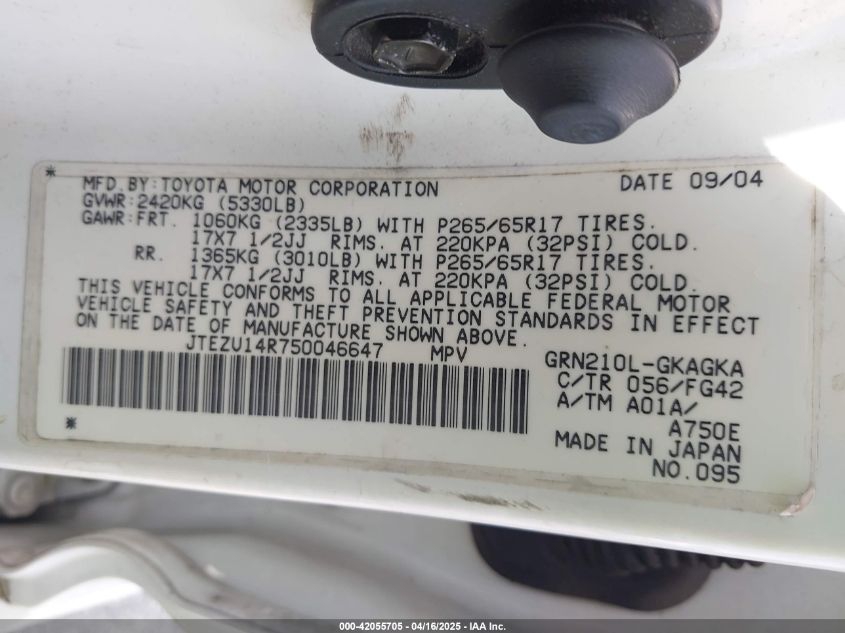 MFD. BY: TOYOTA MOTOR CORPORATION DATE 09/04
GVWR: 2420KG (5330LB)
GAWR: FRT. 1060KG (2335LB) WITH P265/65R17 TIRES.
17X7 1/2JJ RIMS. AT 220KPA (32PSI) COLD.
RR. 1365KG (3010LB) WITH P265/65R17 TIRES.
17X7 1/2JJ RIMS. AT 220KPA (32PSI) COLD.
THIS VEHICLE CONFORMS TO ALL APPLICABLE FEDERAL MOTOR
VEHICLE SAFETY AND THEFT PREVENTION STANDARDS IN EFFECT
ON THE DATE OF MANUFACTURE SHOWN ABOVE.
JTEZU14R750046647 MPV GRN210L-GKAGKA
C/TR 056/FG42
A/TM A01A/
A750E
MADE IN JAPAN
NO.095
000-42055705 - 04/16/2025 - IAA Inc.